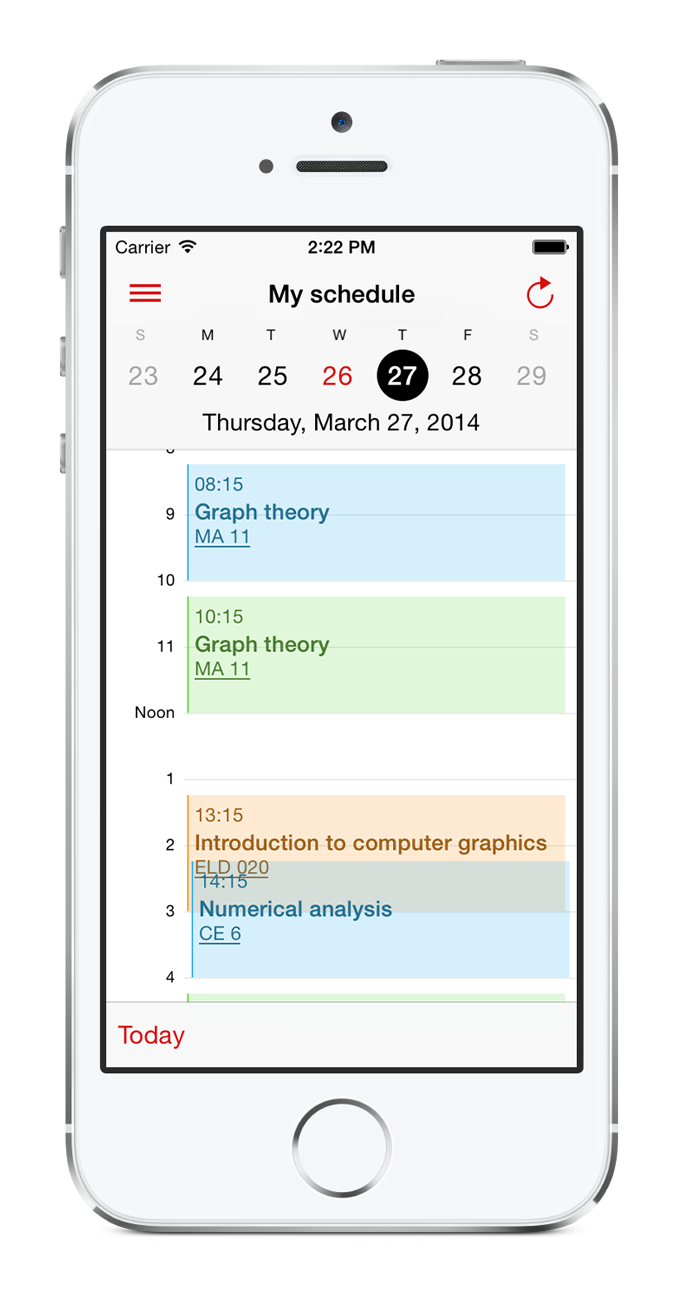 Carrier 2:22 PM
My schedule
S M T W T F S
23 24 25 26 27 28 29
Thursday, March 27, 2014
08:15
9 Graph theory
MA 11
10
10:15
11 Graph theory
MA 11
Noon
1
13:15
2 Introduction to computer graphics
ELD 020
14:15
3 Numerical analysis
CE 6
4
Today